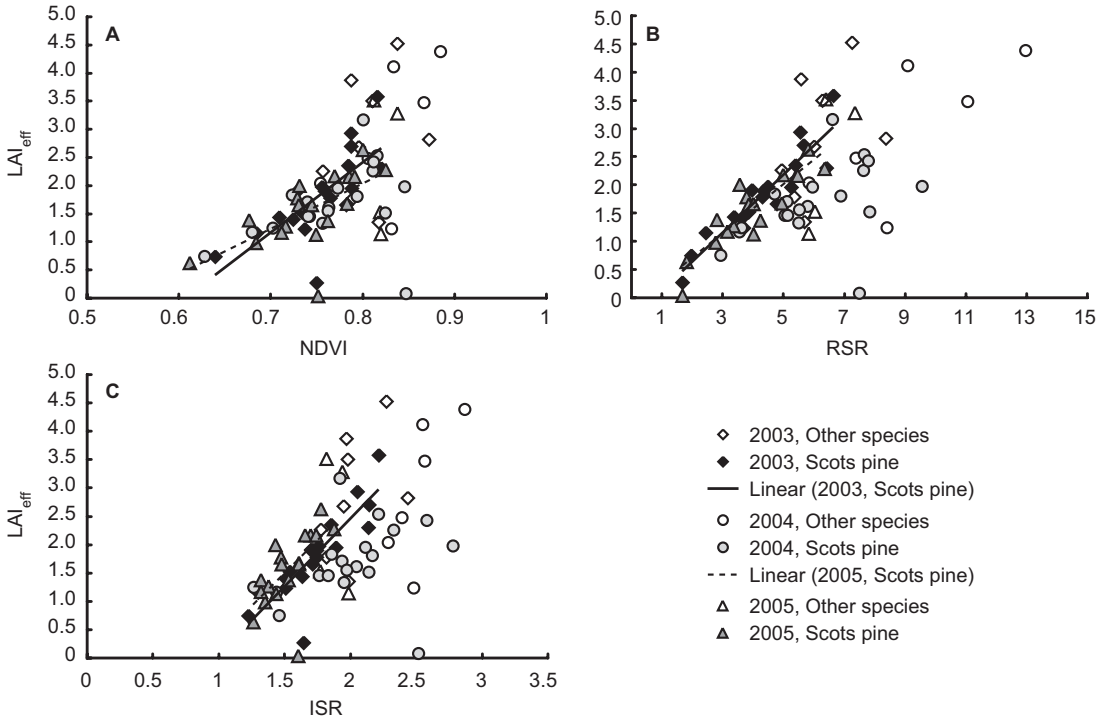 A
5.0
4.5
4.0
3.5
3.0
2.5
2.0
1.5
1.0
0.5
0
LAIeff
0.5 0.6 0.7 0.8 0.9 1
NDVI
B
5.0
4.5
4.0
3.5
3.0
2.5
2.0
1.5
1.0
0.5
0
1 3 5 7 9 11 13 15
RSR
C
5.0
4.5
4.0
3.5
3.0
2.5
2.0
1.5
1.0
0.5
0
LAIeff
0 0.5 1 1.5 2 2.5 3 3.5
ISR
2003, Other species
2003, Scots pine
Linear (2003, Scots pine)
2004, Other species
2004, Scots pine
Linear (2005, Scots pine)
2005, Other species
2005, Scots pine